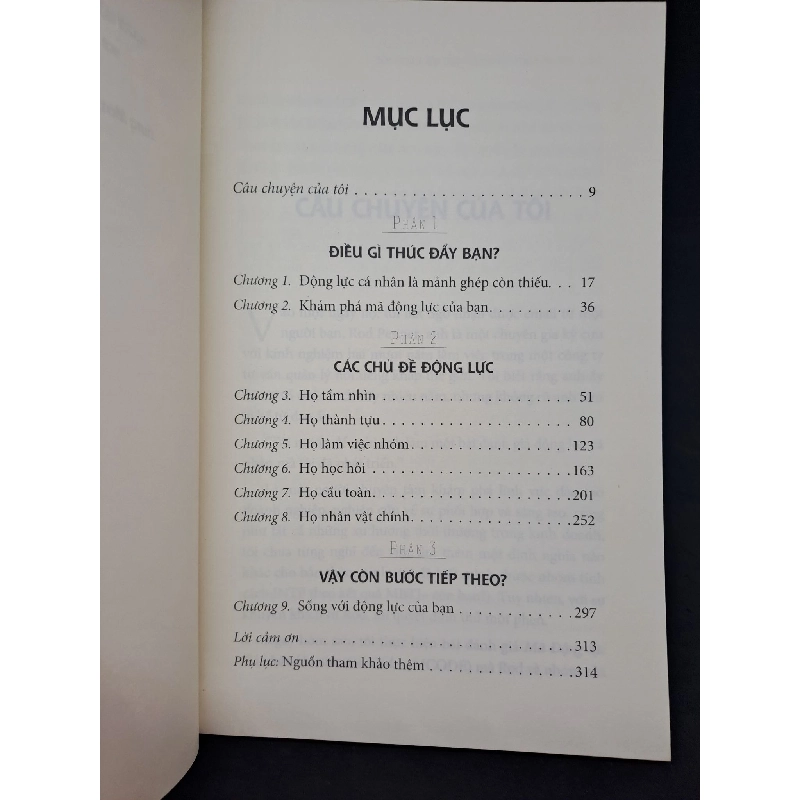 MỤC LỤC
Câu chuyện của tôi . . . . . . . . . . . . . . . . . . . . . . . . 9
PHẦN 1
ĐIỀU GÌ THÚC ĐẨY BẠN?
Chương 1. Động lực cá nhân là mảnh ghép còn thiếu. . . 17
Chương 2. Khám phá mã động lực của bạn. . . . . . . . . 36
PHẦN 2
CÁC CHỦ ĐỀ ĐỘNG LỰC
Chương 3. Họ tầm nhìn . . . . . . . . . . . . . . . . . . . . 51
Chương 4. Họ thành tựu . . . . . . . . . . . . . . . . . . . 80
Chương 5. Họ làm việc nhóm. . . . . . . . . . . . . . . . .123
Chương 6. Họ học hỏi . . . . . . . . . . . . . . . . . . . . .163
Chương 7. Họ cầu toàn. . . . . . . . . . . . . . . . . . . . .201
Chương 8. Họ nhân vật chính. . . . . . . . . . . . . . . . .252
PHẦN 3
VẬY CÒN BƯỚC TIẾP THEO?
Chương 9. Sống với động lực của bạn . . . . . . . . . . . .297
Lời cảm ơn . . . . . . . . . . . . . . . . . . . . . . . . . . . .313
Phụ lục: Nguồn tham khảo thêm . . . . . . . . . . . . . . .314